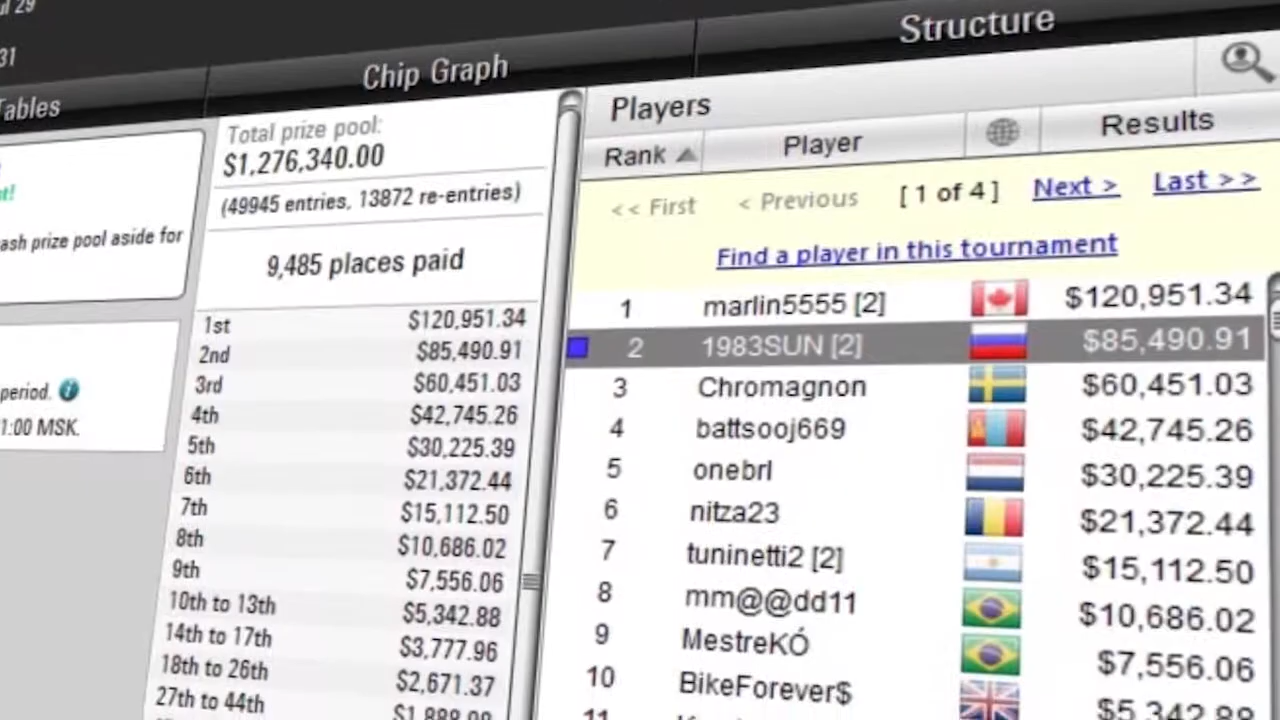 29
31
Structure
Chip Graph
Tables
Players
Rank
Player
Results
<< First
< Previous
[ 1 of 4 ]
Next >
Last >>
Find a player in this tournament
Total prize pool:
$1,276,340.00
(49945 entries, 13872 re-entries)
9,485 places paid
ash prize pool aside for
period.
1:00 MSK.
1st $120,951.34
2nd $85,490.91
3rd $60,451.03
4th $42,745.26
5th $30,225.39
6th $21,372.44
7th $15,112.50
8th $10,686.02
9th $7,556.06
10th to 13th $5,342.88
14th to 17th $3,777.96
18th to 26th $2,671.37
27th to 44th
1 marlin5555 [2] $120,951.34
2 1983SUN [2] $85,490.91
3 Chromagnon $60,451.03
4 battsooj669 $42,745.26
5 onebrl $30,225.39
6 nitza23 $21,372.44
7 tuninetti2 [2] $15,112.50
8 mm@@dd11 $10,686.02
9 MestreKÓ $7,556.06
10 BikeForever$ $5,342.88
11